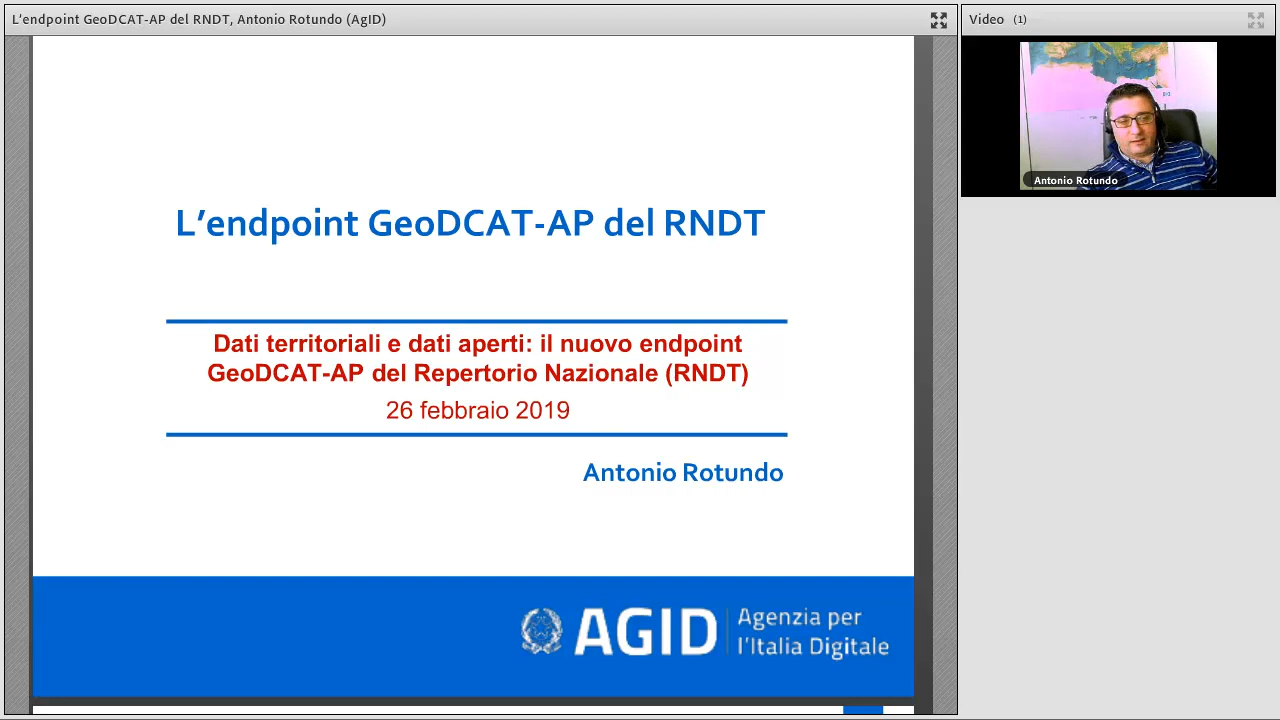 L’endpoint GeoDCAT-AP del RNDT, Antonio Rotundo (AgID)
Video (1)
Antonio Rotundo
L’endpoint GeoDCAT-AP del RNDT
Dati territoriali e dati aperti: il nuovo endpoint
GeoDCAT-AP del Repertorio Nazionale (RNDT)
26 febbraio 2019
Antonio Rotundo
AGID
Agenzia per
l’Italia Digitale